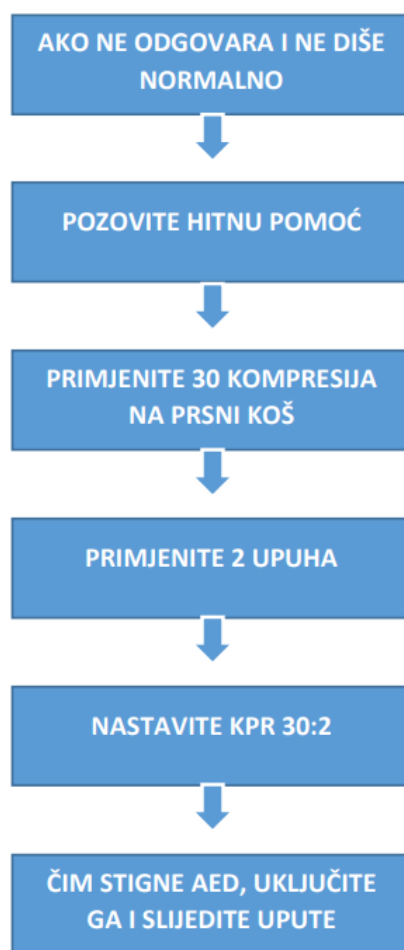 AKO NE ODGOVARA I NE DIŠE
NORMALNO
POZOVITE HITNU POMOĆ
PRIMJENITE 30 KOMPRESIJA
NA PRSNI KOŠ
PRIMJENITE 2 UPUHA
NASTAVITE KPR 30:2
ČIM STIGNE AED, UKLJUČITE
GA I SLIJEDITE UPUTE